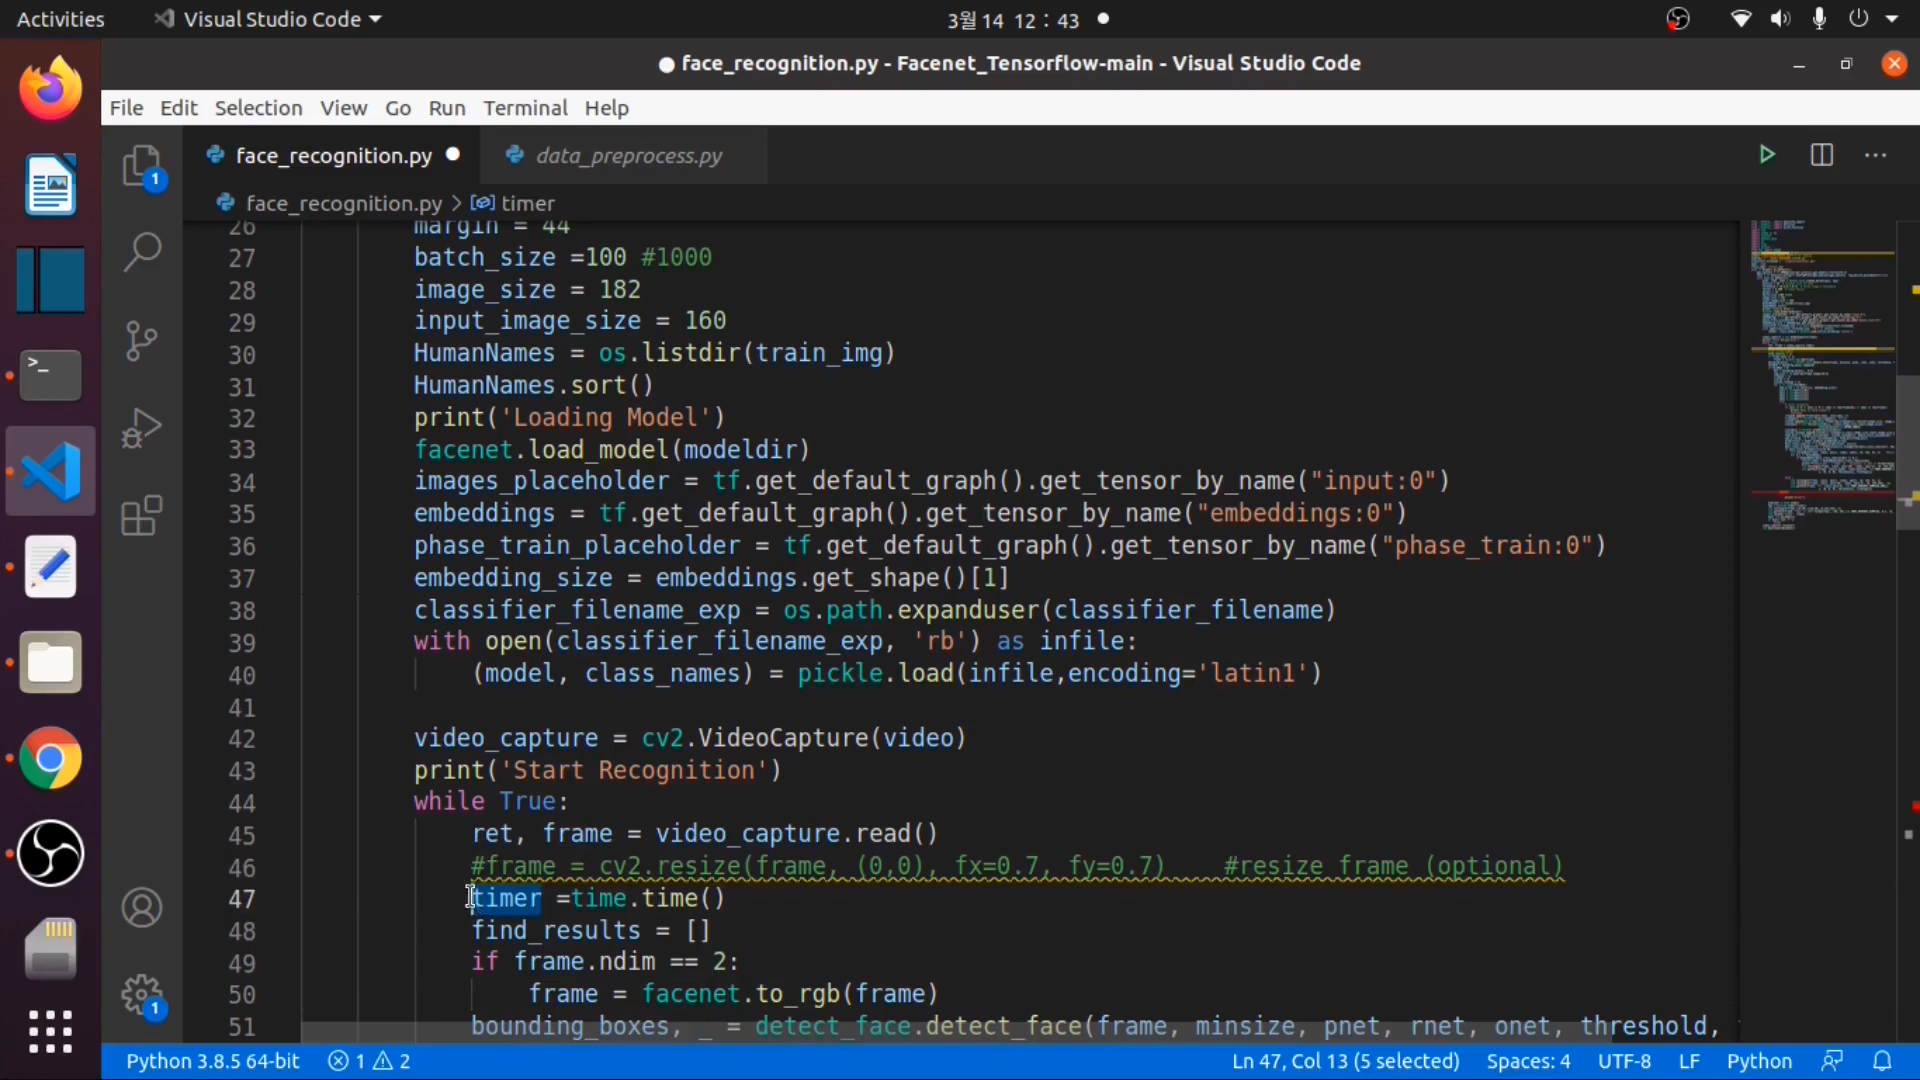 Activities
Visual Studio Code
3월 14 12 : 43
face_recognition.py - Facenet_Tensorflow-main - Visual Studio Code
File Edit Selection View Go Run Terminal Help
face_recognition.py
data_preprocess.py
face_recognition.py > timer
26 margin = 44
27 batch_size =100 #1000
28 image_size = 182
29 input_image_size = 160
30 HumanNames = os.listdir(train_img)
31 HumanNames.sort()
32 print('Loading Model')
33 facenet.load_model(modeldir)
34 images_placeholder = tf.get_default_graph().get_tensor_by_name("input:0")
35 embeddings = tf.get_default_graph().get_tensor_by_name("embeddings:0")
36 phase_train_placeholder = tf.get_default_graph().get_tensor_by_name("phase_train:0")
37 embedding_size = embeddings.get_shape()[1]
38 classifier_filename_exp = os.path.expanduser(classifier_filename)
39 with open(classifier_filename_exp, 'rb') as infile:
40 (model, class_names) = pickle.load(infile,encoding='latin1')
41
42 video_capture = cv2.VideoCapture(video)
43 print('Start Recognition')
44 while True:
45 ret, frame = video_capture.read()
46 #frame = cv2.resize(frame, (0,0), fx=0.7, fy=0.7) #resize frame (optional)
47 timer =time.time()
48 find_results = []
49 if frame.ndim == 2:
50 frame = facenet.to_rgb(frame)
51 bounding_boxes, _ = detect_face.detect_face(frame, minsize, pnet, rnet, onet, threshold,
1
1
Python 3.8.5 64-bit
1 2
Ln 47, Col 13 (5 selected)
Spaces: 4
UTF-8
LF
Python